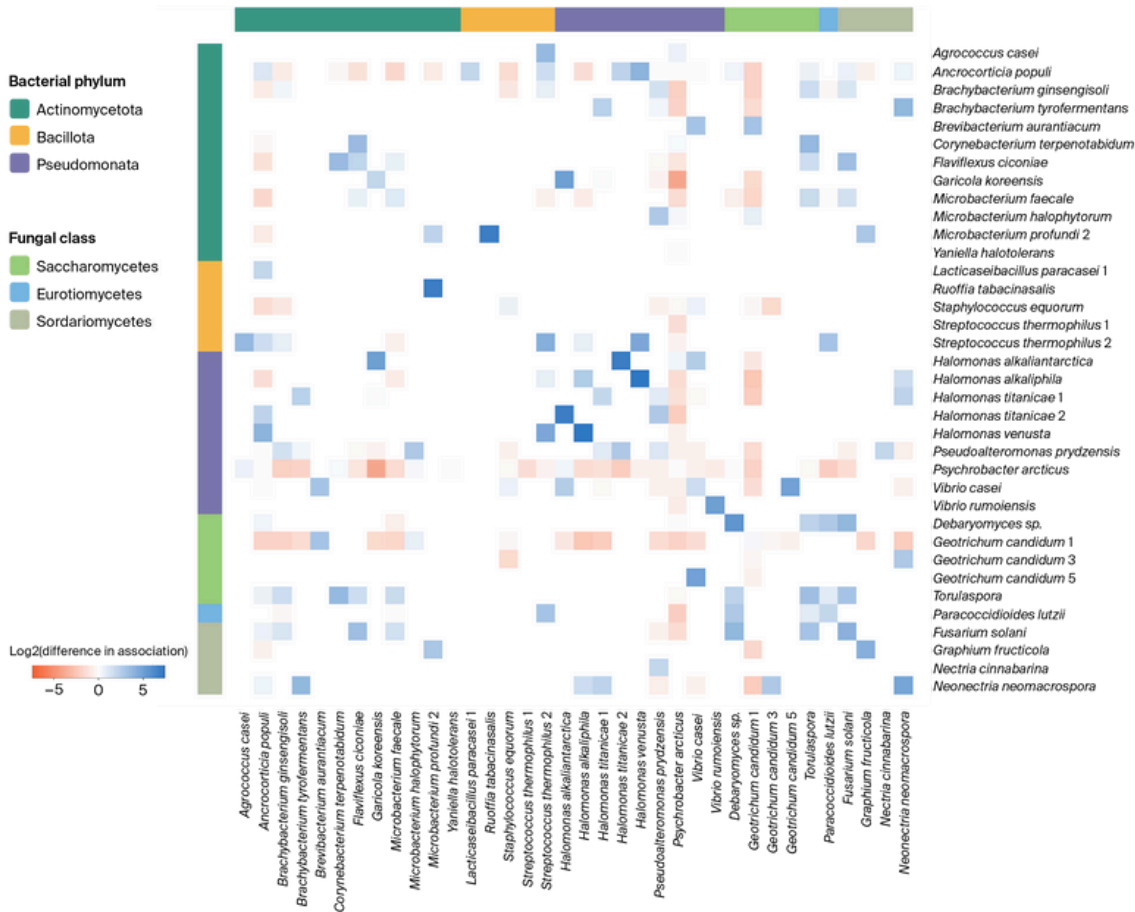 Bacterial phylum
Actinomycetota
Bacillota
Pseudomonata
Fungal class
Saccharomycetes
Eurotiomycetes
Sordariomycetes
Log2(difference in association)
−5 0 5
Agrococcus casei
Ancrocorticia populi
Brachybacterium ginsengisoli
Brachybacterium tyrofermentans
Brevibacterium aurantiacum
Corynebacterium terpenotabidum
Flaviflexus ciconiae
Garicola koreensis
Microbacterium faecale
Microbacterium halophytorum
Microbacterium profundi 2
Yaniella halotolerans
Lacticaseibacillus paracasei 1
Ruoffia tabacinasalis
Staphylococcus equorum
Streptococcus thermophilus 1
Streptococcus thermophilus 2
Halomonas alkaliantarctica
Halomonas alkaliphila
Halomonas titanicae 1
Halomonas titanicae 2
Halomonas venusta
Pseudoalteromonas prydzensis
Psychrobacter arcticus
Vibrio casei
Vibrio rumoiensis
Debaryomyces sp.
Geotrichum candidum 1
Geotrichum candidum 3
Geotrichum candidum 5
Torulaspora
Paracoccidioides lutzii
Fusarium solani
Graphium fructicola
Nectria cinnabarina
Neonectria neomacrospora
Agrococcus casei
Ancrocorticia populi
Brachybacterium ginsengisoli
Brachybacterium tyrofermentans
Brevibacterium aurantiacum
Corynebacterium terpenotabidum
Flaviflexus ciconiae
Garicola koreensis
Microbacterium faecale
Microbacterium halophytorum
Microbacterium profundi 2
Yaniella halotolerans
Lacticaseibacillus paracasei 1
Ruoffia tabacinasalis
Staphylococcus equorum
Streptococcus thermophilus 1
Streptococcus thermophilus 2
Halomonas alkaliantarctica
Halomonas alkaliphila
Halomonas titanicae 1
Halomonas titanicae 2
Halomonas venusta
Pseudoalteromonas prydzensis
Psychrobacter arcticus
Vibrio casei
Vibrio rumoiensis
Debaryomyces sp.
Geotrichum candidum 1
Geotrichum candidum 3
Geotrichum candidum 5
Torulaspora
Paracoccidioides lutzii
Fusarium solani
Graphium fructicola
Nectria cinnabarina
Neonectria neomacrospora